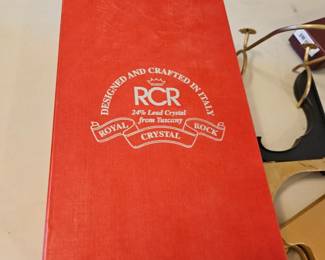 DESIGNED AND CRAFTED IN ITALY
RCR
24% Lead Crystal
from Tuscany
ROYAL CRYSTAL ROCK